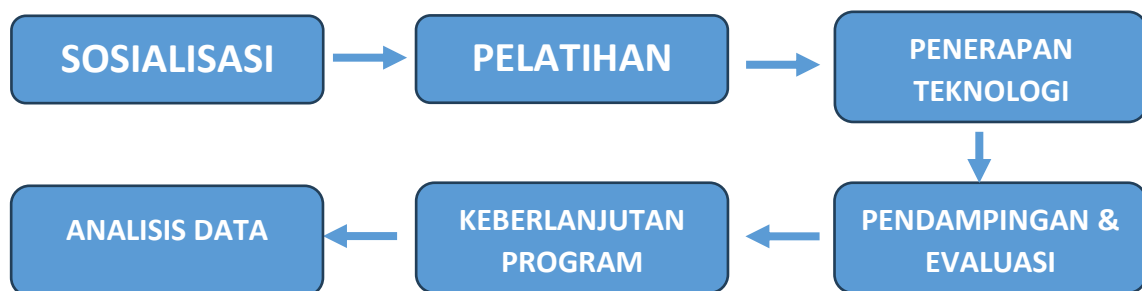 SOSIALISASI
PELATIHAN
PENERAPAN
TEKNOLOGI
PENDAMPINGAN &
EVALUASI
KEBERLANJUTAN
PROGRAM
ANALISIS DATA